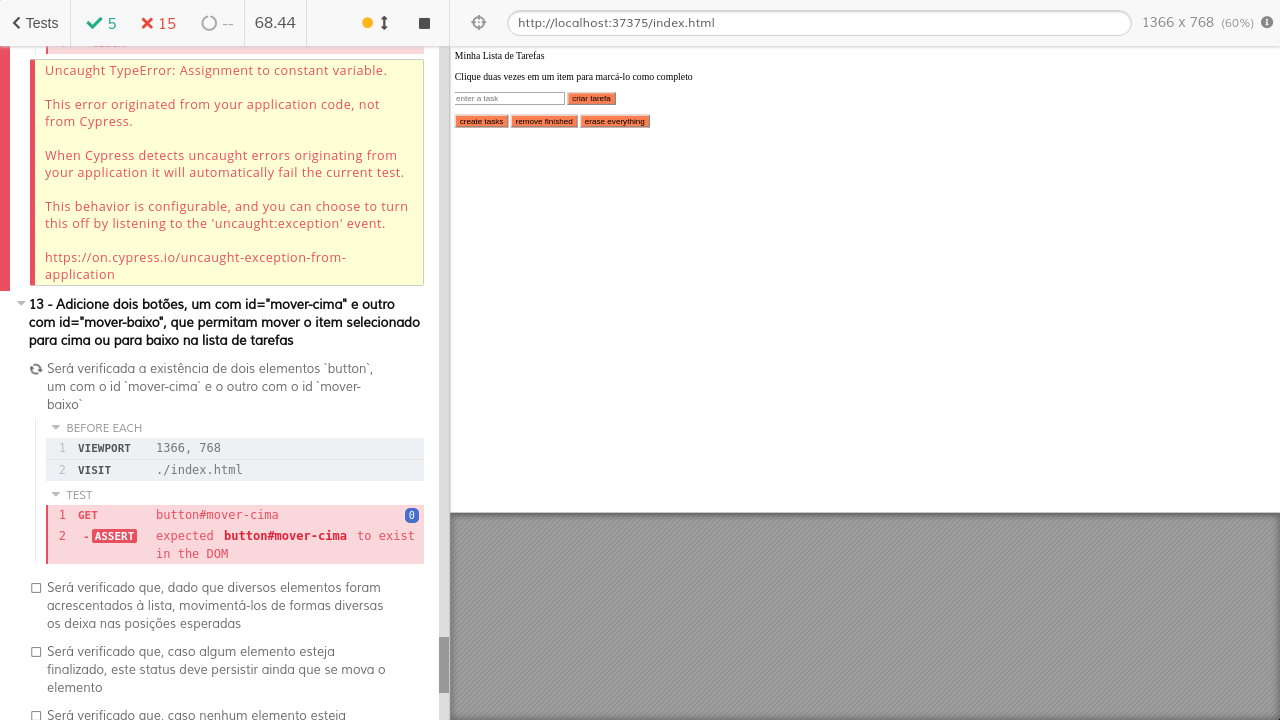 Tests 5 15 -- 68.44 http://localhost:37375/index.html 1366 x 768 (60%)
Uncaught TypeError: Assignment to constant variable.
This error originated from your application code, not
from Cypress.
When Cypress detects uncaught errors originating from
your application it will automatically fail the current test.
This behavior is configurable, and you can choose to turn
this off by listening to the 'uncaught:exception' event.
https://on.cypress.io/uncaught-exception-from-
application
13 - Adicione dois botões, um com id="mover-cima" e outro
com id="mover-baixo", que permitam mover o item selecionado
para cima ou para baixo na lista de tarefas
Será verificada a existência de dois elementos `button`,
um com o id `mover-cima` e o outro com o id `mover-
baixo`
BEFORE EACH
1 VIEWPORT 1366, 768
2 VISIT ./index.html
TEST
1 GET button#mover-cima 0
2 -ASSERT expected button#mover-cima to exist
in the DOM
Será verificado que, dado que diversos elementos foram
acrescentados à lista, movimentá-los de formas diversas
os deixa nas posições esperadas
Será verificado que, caso algum elemento esteja
finalizado, este status deve persistir ainda que se mova o
elemento
Será verificado que, caso nenhum elemento esteja
Minha Lista de Tarefas
Clique duas vezes em um item para marcá-lo como completo
enter a task criar tarefa
create tasks remove finished erase everything